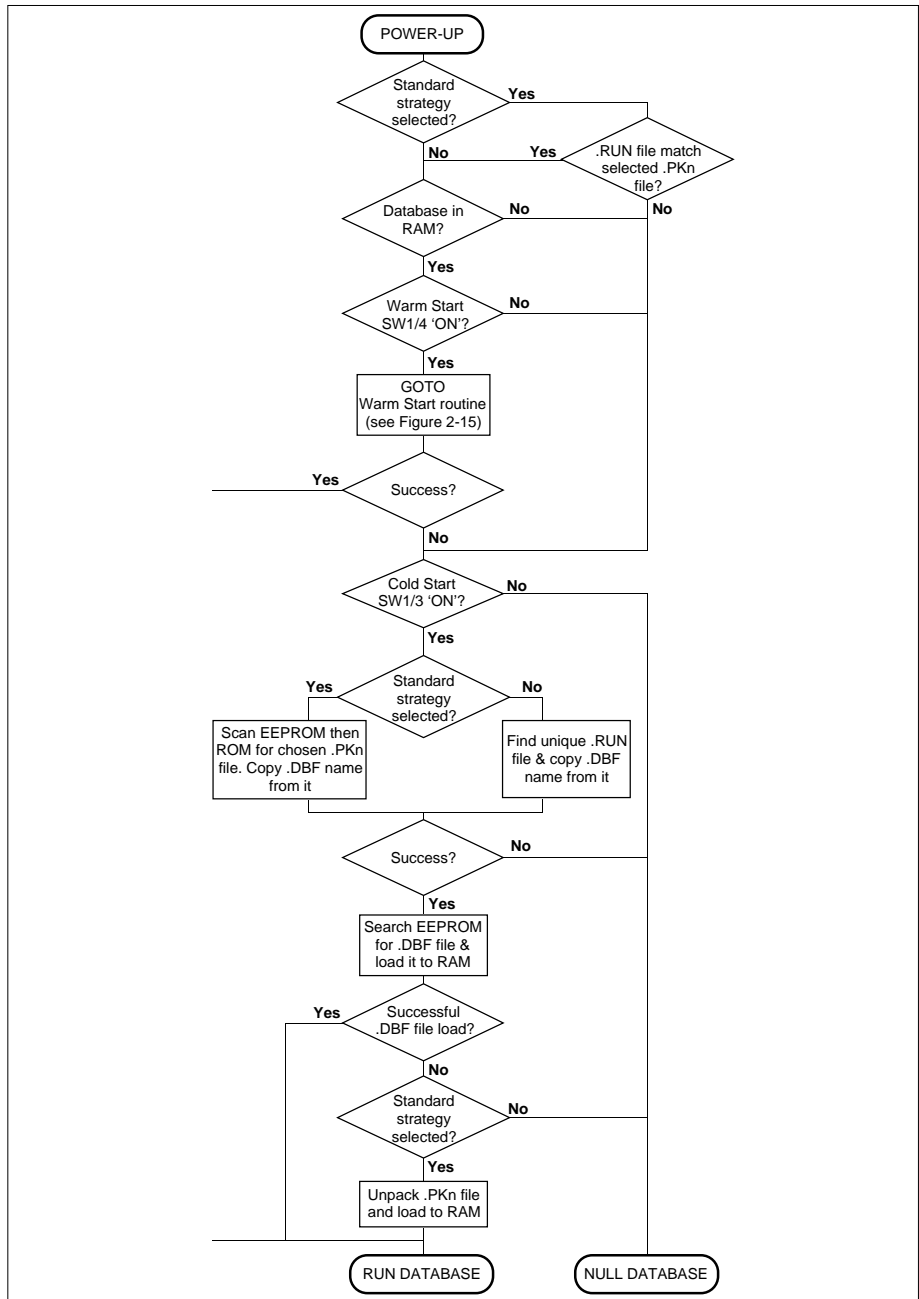 POWER-UP
Standard
strategy
selected?
Yes
No
Yes
.RUN file match
selected .PKn
file?
No
Database in
RAM?
No
Yes
Warm Start
SW1/4 ‘ON’?
No
Yes
GOTO
Warm Start routine
(see Figure 2-15)
Yes
Success?
No
Cold Start
SW1/3 ‘ON’?
No
Yes
Yes
Standard
strategy
selected?
No
Scan EEPROM then
ROM for chosen .PKn
file. Copy .DBF name
from it
Find unique .RUN
file & copy .DBF
name from it
Success?
No
Yes
Search EEPROM
for .DBF file &
load it to RAM
Yes
Successful
.DBF file load?
No
Standard
strategy
selected?
No
Yes
Unpack .PKn file
and load to RAM
RUN DATABASE
NULL DATABASE